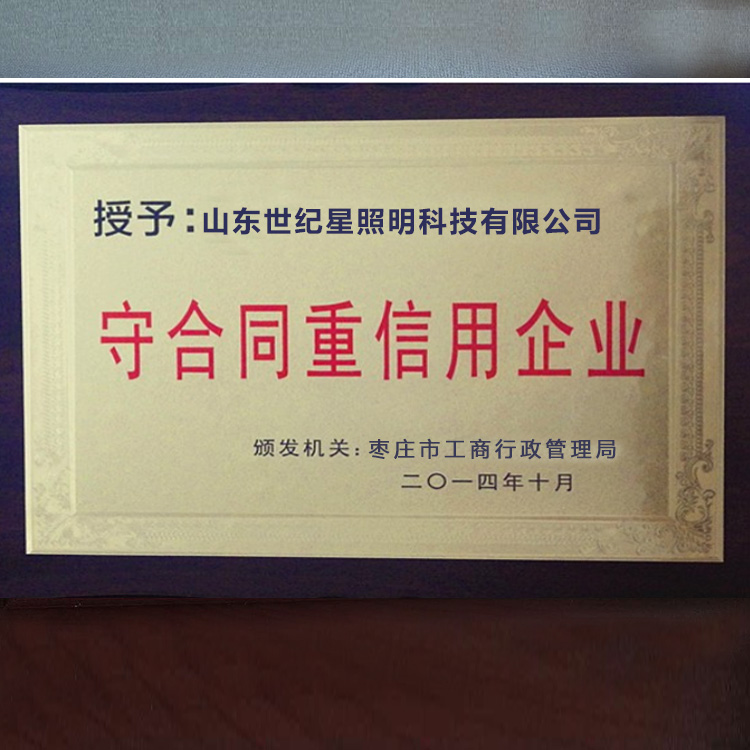 授予:山东世纪星照明科技有限公司
守合同重信用企业
颁发机关:枣庄市工商行政管理局
二〇一四年十月